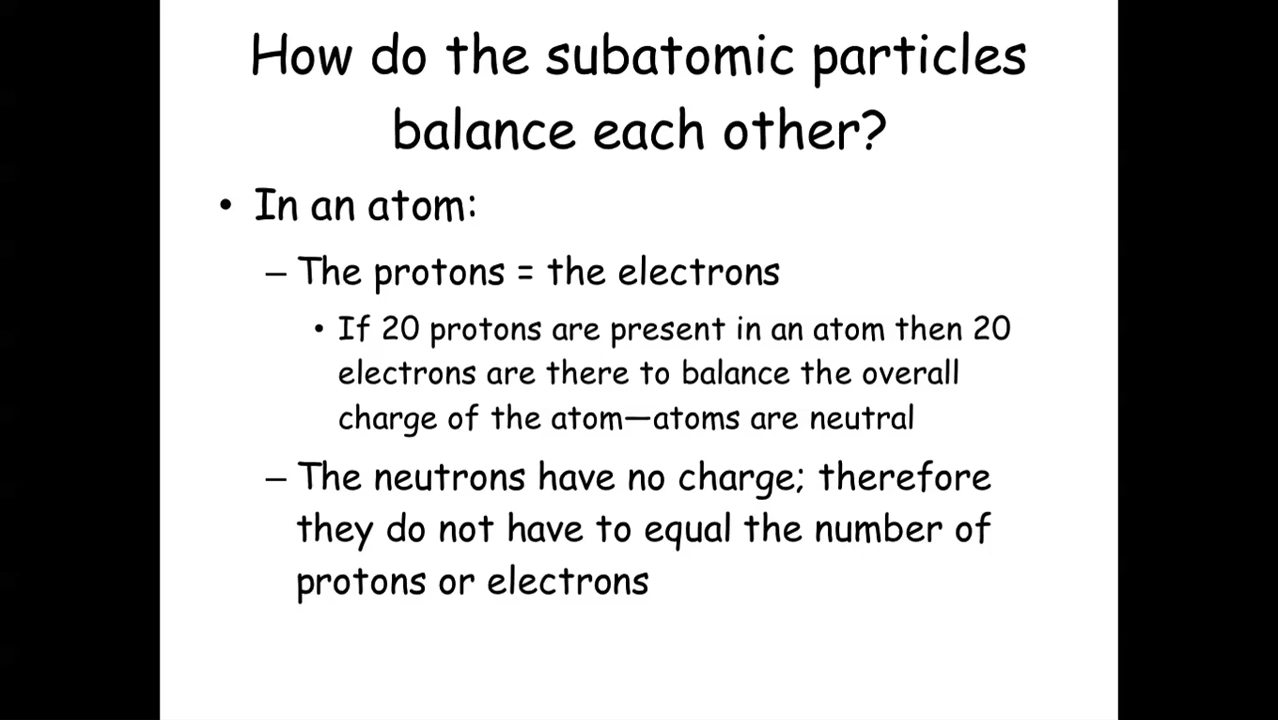 How do the subatomic particles
balance each other?
• In an atom:
– The protons = the electrons
• If 20 protons are present in an atom then 20
electrons are there to balance the overall
charge of the atom—atoms are neutral
– The neutrons have no charge; therefore
they do not have to equal the number of
protons or electrons